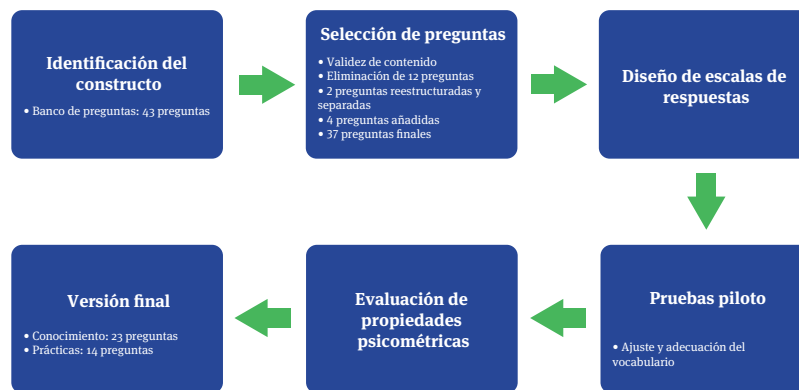 Identificación del
constructo
• Banco de preguntas: 43 preguntas
Selección de preguntas
• Validez de contenido
• Eliminación de 12 preguntas
• 2 preguntas reestructuradas y
separadas
• 4 preguntas añadidas
• 37 preguntas finales
Diseño de escalas de
respuestas
Pruebas piloto
• Ajuste y adecuación del
vocabulario
Evaluación de
propiedades
psicométricas
Versión final
• Conocimiento: 23 preguntas
• Prácticas: 14 preguntas